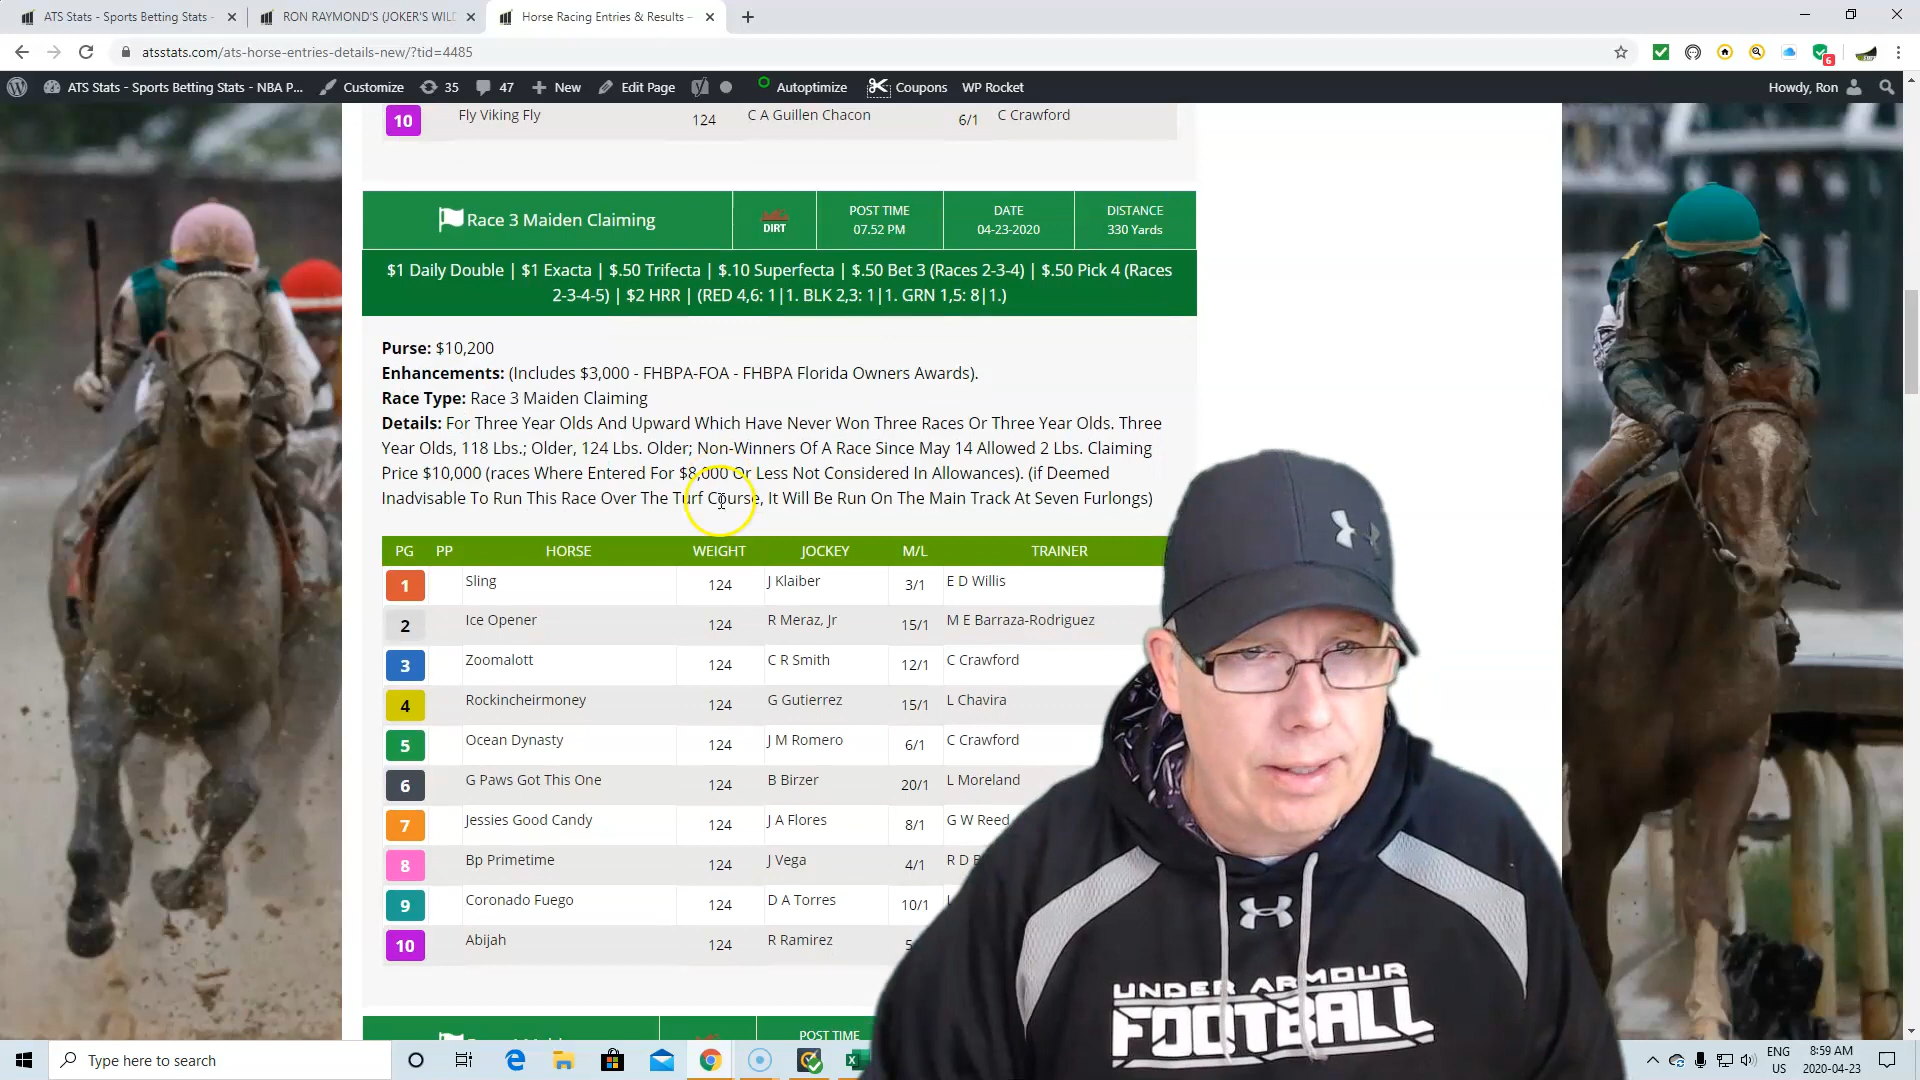 ATS Stats - Sports Betting Stats -
RON RAYMOND'S (JOKER'S WILD
Horse Racing Entries & Results –
atsstats.com/ats-horse-entries-details-new/?tid=4485
6
ATS Stats - Sports Betting Stats - NBA P... Customize 35 47 New Edit Page Autoptimize Coupons WP Rocket Howdy, Ron
10 Fly Viking Fly 124 C A Guillen Chacon 6/1 C Crawford
Race 3 Maiden Claiming
DIRT
POST TIME
07.52 PM
DATE
04-23-2020
DISTANCE
330 Yards
$1 Daily Double | $1 Exacta | $.50 Trifecta | $.10 Superfecta | $.50 Bet 3 (Races 2-3-4) | $.50 Pick 4 (Races
2-3-4-5) | $2 HRR | (RED 4,6: 1|1. BLK 2,3: 1|1. GRN 1,5: 8|1.)
Purse: $10,200
Enhancements: (Includes $3,000 - FHBPA-FOA - FHBPA Florida Owners Awards).
Race Type: Race 3 Maiden Claiming
Details: For Three Year Olds And Upward Which Have Never Won Three Races Or Three Year Olds. Three
Year Olds, 118 Lbs.; Older, 124 Lbs. Older; Non-Winners Of A Race Since May 14 Allowed 2 Lbs. Claiming
Price $10,000 (races Where Entered For $8,000 Or Less Not Considered In Allowances). (if Deemed
Inadvisable To Run This Race Over The Turf Course, It Will Be Run On The Main Track At Seven Furlongs)
PG PP HORSE WEIGHT JOCKEY M/L TRAINER
1 Sling 124 J Klaiber 3/1 E D Willis
2 Ice Opener 124 R Meraz, Jr 15/1 M E Barraza-Rodriguez
3 Zoomalott 124 C R Smith 12/1 C Crawford
4 Rockincheirmoney 124 G Gutierrez 15/1 L Chavira
5 Ocean Dynasty 124 J M Romero 6/1 C Crawford
6 G Paws Got This One 124 B Birzer 20/1 L Moreland
7 Jessies Good Candy 124 J A Flores 8/1 G W Reed
8 Bp Primetime 124 J Vega 4/1 R D
9 Coronado Fuego 124 D A Torres 10/1
10 Abijah 124 R Ramirez
POST TIME
UNDER ARMOUR
FOOTBALL
Type here to search
ENG
US
8:59 AM
2020-04-23